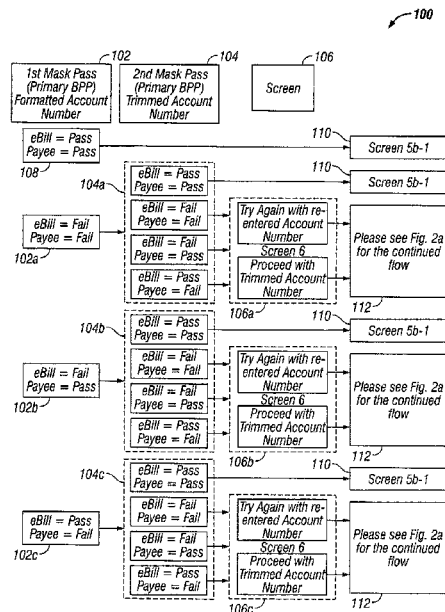 100
102
104
106
1st Mask Pass
(Primary BPP)
Formatted Account
Number
2nd Mask Pass
(Primary BPP)
Trimmed Account
Number
Screen
eBill = Pass
Payee = Pass
108
110
Screen 5b-1
104a
eBill = Pass
Payee = Pass
110
Screen 5b-1
eBill = Fail
Payee = Fail
102a
eBill = Fail
Payee = Fail
eBill = Fail
Payee = Pass
eBill = Pass
Payee = Fail
Try Again with re-
entered Account
Number
Screen 6
Proceed with
Trimmed Account
Number
106a
Please see Fig. 2a
for the continued
flow
112
104b
eBill = Pass
Payee = Pass
110
Screen 5b-1
eBill = Fail
Payee = Pass
102b
eBill = Fail
Payee = Fail
eBill = Fail
Payee = Pass
eBill = Pass
Payee = Fail
Try Again with re-
entered Account
Number
Screen 6
Proceed with
Trimmed Account
Number
106b
Please see Fig. 2a
for the continued
flow
112
104c
eBill = Pass
Payee = Pass
110
Screen 5b-1
eBill = Pass
Payee = Fail
102c
eBill = Fail
Payee = Fail
eBill = Fail
Payee = Pass
eBill = Pass
Payee = Fail
Try Again with re-
entered Account
Number
Screen 6
Proceed with
Trimmed Account
Number
106c
Please see Fig. 2a
for the continued
flow
112